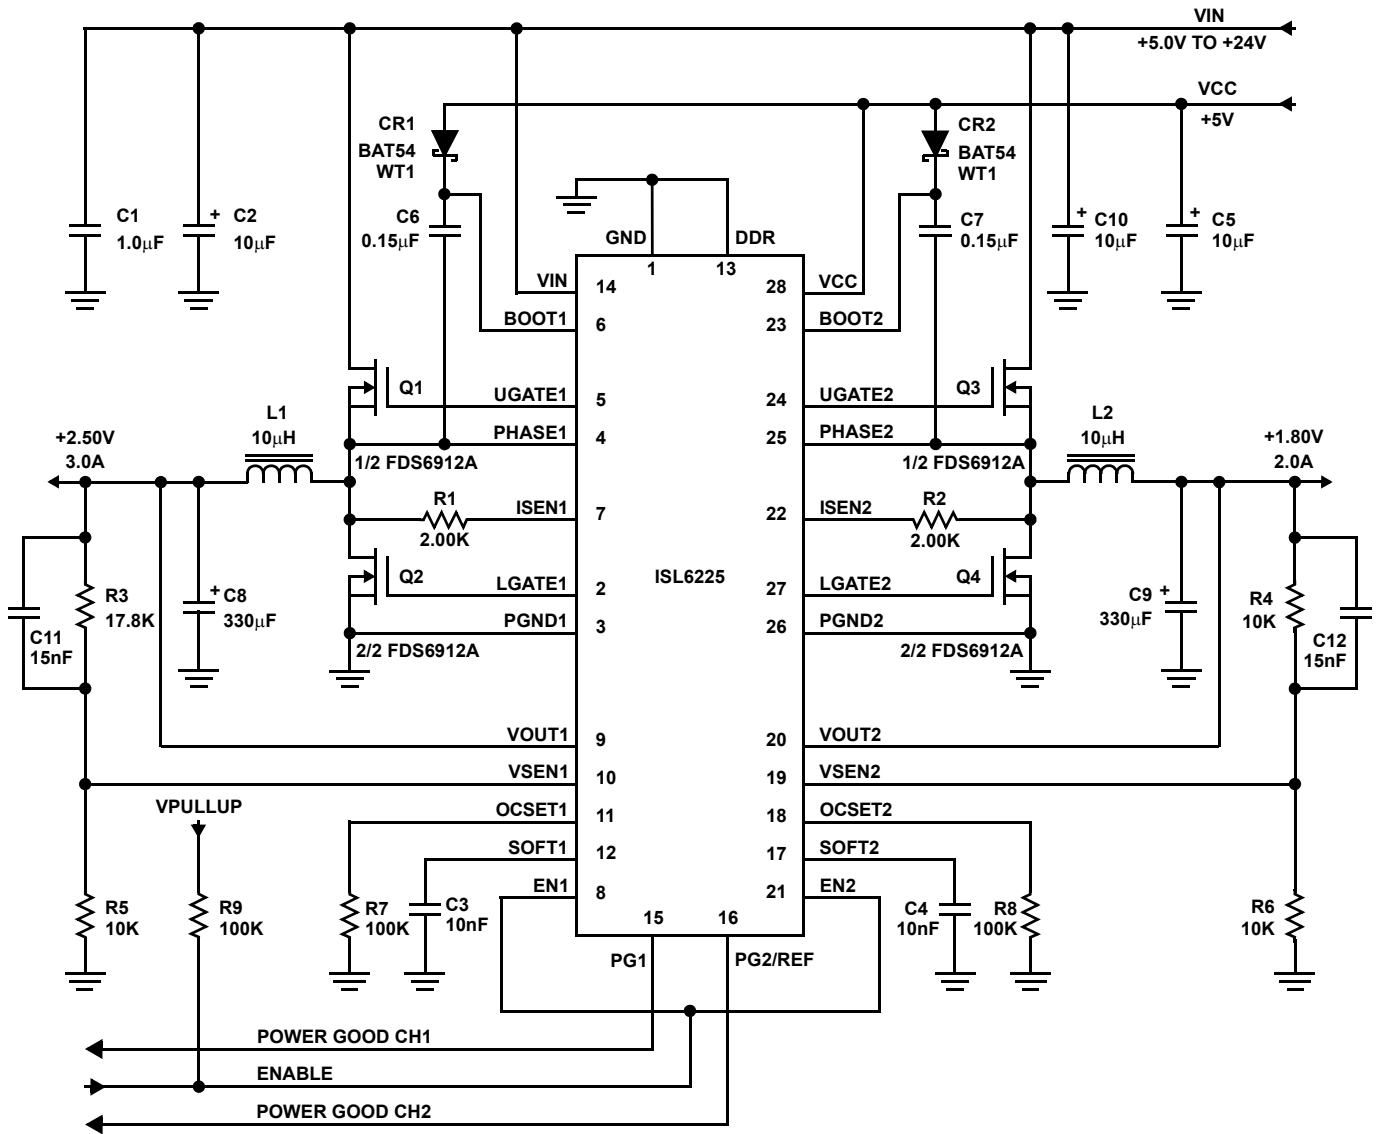 VIN
+5.0V TO +24V
VCC
+5V
CR1
BAT54
WT1
CR2
BAT54
WT1
C1
1.0µF
+ C2
10µF
C6
0.15µF
GND
DDR
C7
0.15µF
+ C10
10µF
+ C5
10µF
1
13
VIN
14
28
VCC
BOOT1
6
23
BOOT2
Q1
UGATE1
5
24
UGATE2
Q3
L1
10µH
PHASE1
4
25
PHASE2
L2
10µH
+2.50V
3.0A
1/2 FDS6912A
1/2 FDS6912A
+1.80V
2.0A
R1
2.00K
ISEN1
7
22
ISEN2
R2
2.00K
ISL6225
Q2
LGATE1
2
27
LGATE2
Q4
R3
17.8K
+ C8
330µF
C9 +
330µF
R4
10K
C11
15nF
PGND1
3
26
PGND2
C12
15nF
2/2 FDS6912A
2/2 FDS6912A
VOUT1
9
20
VOUT2
VSEN1
10
19
VSEN2
VPULLUP
OCSET1
11
18
OCSET2
SOFT1
12
17
SOFT2
EN1
8
21
EN2
R5
10K
R9
100K
R7
100K
C3
10nF
15
16
C4
10nF
R8
100K
R6
10K
PG1
PG2/REF
POWER GOOD CH1
ENABLE
POWER GOOD CH2